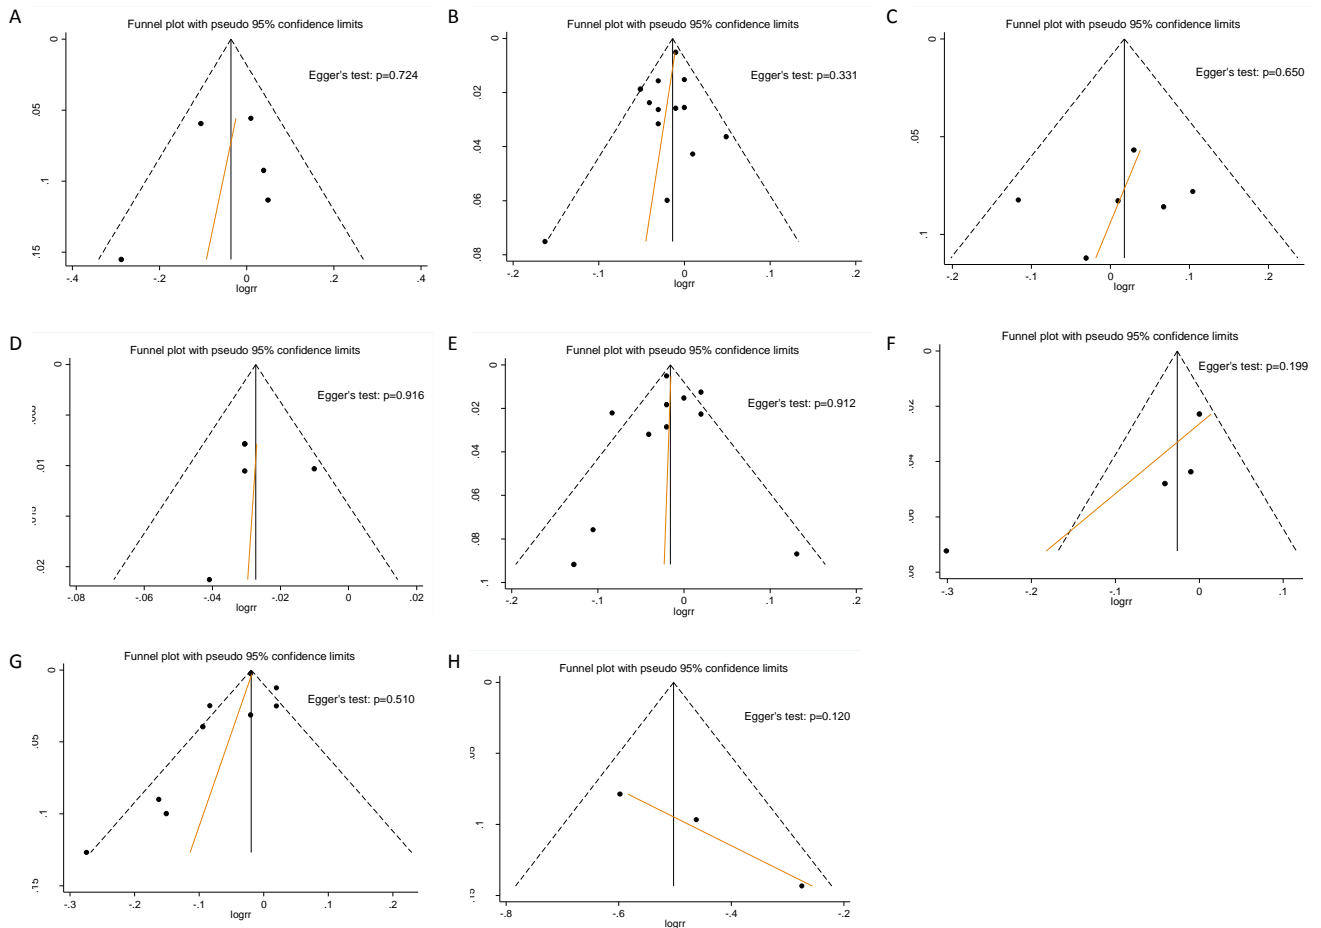 A
Funnel plot with pseudo 95% confidence limits
Egger's test: p=0.724
0
.05
.1
.15
-.4
-.2
0
.2
.4
logrr
B
Funnel plot with pseudo 95% confidence limits
Egger's test: p=0.331
0
.02
.04
.06
.08
-.2
-.1
0
.1
.2
logrr
C
Funnel plot with pseudo 95% confidence limits
Egger's test: p=0.650
0
.05
.1
-.2
-.1
0
.1
.2
logrr
D
Funnel plot with pseudo 95% confidence limits
Egger's test: p=0.916
0
.01
.02
-.08
-.06
-.04
-.02
0
.02
logrr
E
Funnel plot with pseudo 95% confidence limits
Egger's test: p=0.912
0
.02
.04
.06
.08
.1
-.2
-.1
0
.1
.2
logrr
F
Funnel plot with pseudo 95% confidence limits
Egger's test: p=0.199
0
.02
.04
-.3
-.2
-.1
0
.1
logrr
G
Funnel plot with pseudo 95% confidence limits
Egger's test: p=0.510
0
.05
.1
.15
-.3
-.2
-.1
0
.1
.2
logrr
H
Funnel plot with pseudo 95% confidence limits
Egger's test: p=0.120
0
.05
.1
-.8
-.6
-.4
-.2
logrr